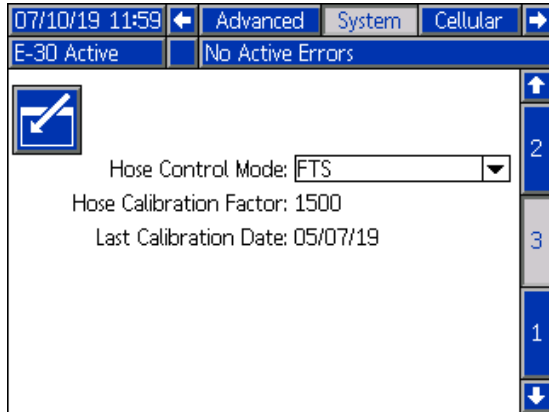 07/10/19 11:59 Advanced System Cellular
E-30 Active No Active Errors
2
Hose Control Mode: FTS
Hose Calibration Factor: 1500
Last Calibration Date: 05/07/19
3
1